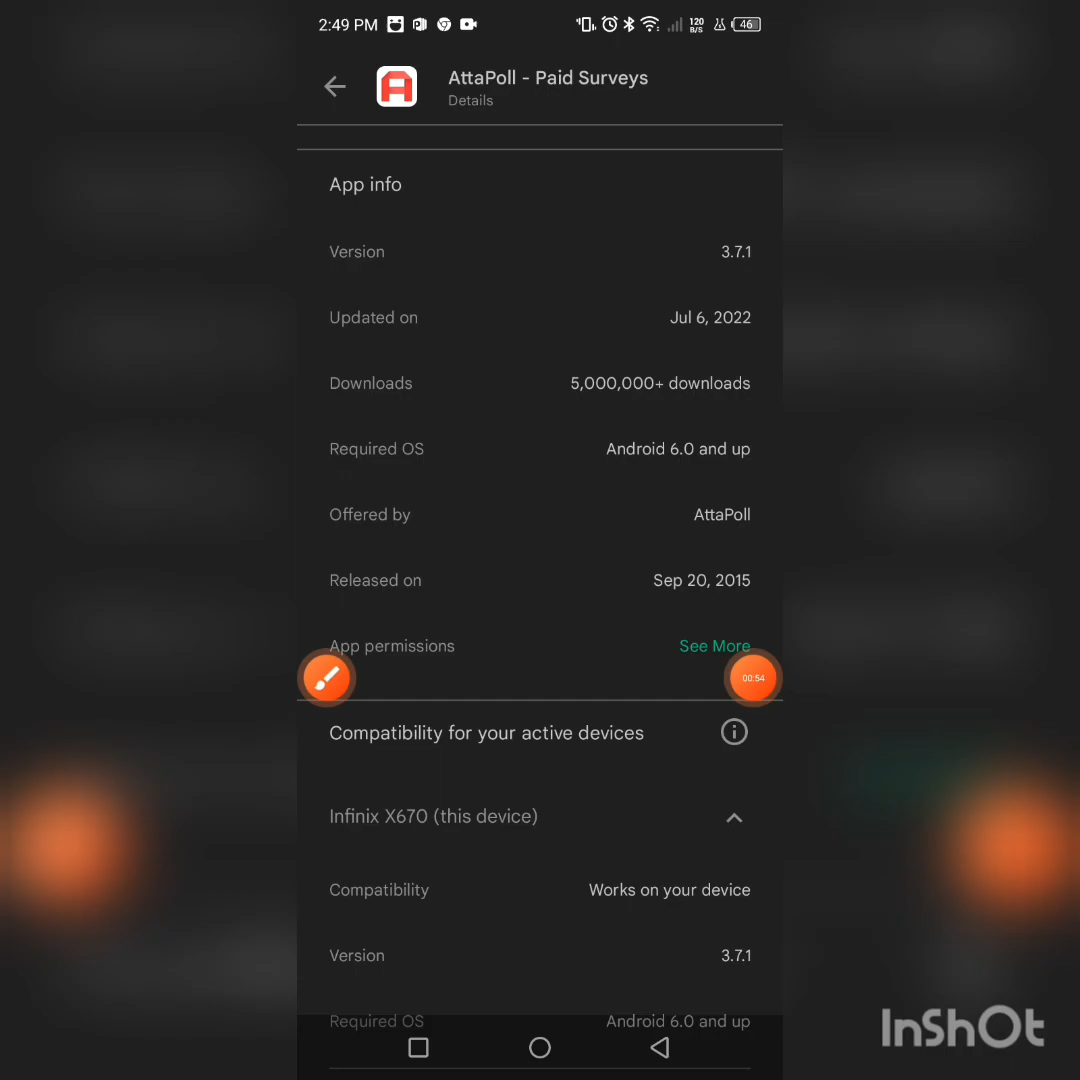 2:49 PM 120 B/S 46
AttaPoll - Paid Surveys
Details
App info
Version 3.7.1
Updated on Jul 6, 2022
Downloads 5,000,000+ downloads
Required OS Android 6.0 and up
Offered by AttaPoll
Released on Sep 20, 2015
App permissions See More
00:54
Compatibility for your active devices
Infinix X670 (this device)
Compatibility Works on your device
Version 3.7.1
Required OS Android 6.0 and up
InShOt